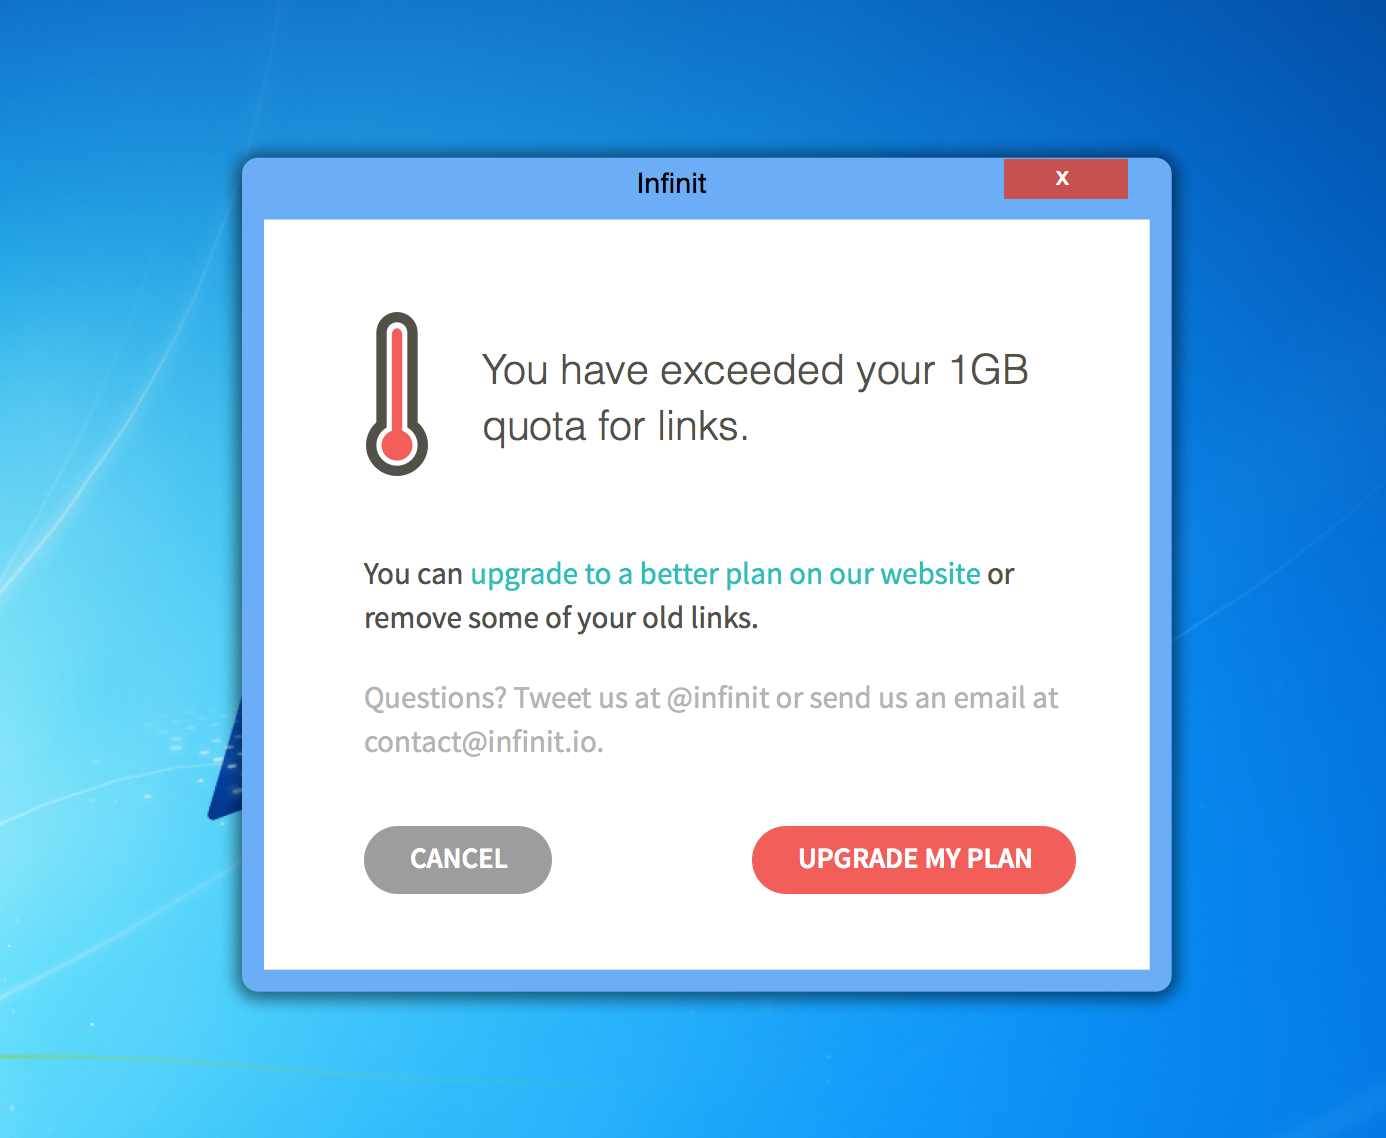 Infinit
x
You have exceeded your 1GB
quota for links.
You can upgrade to a better plan on our website or
remove some of your old links.
Questions? Tweet us at @infinit or send us an email at
contact@infinit.io.
CANCEL
UPGRADE MY PLAN